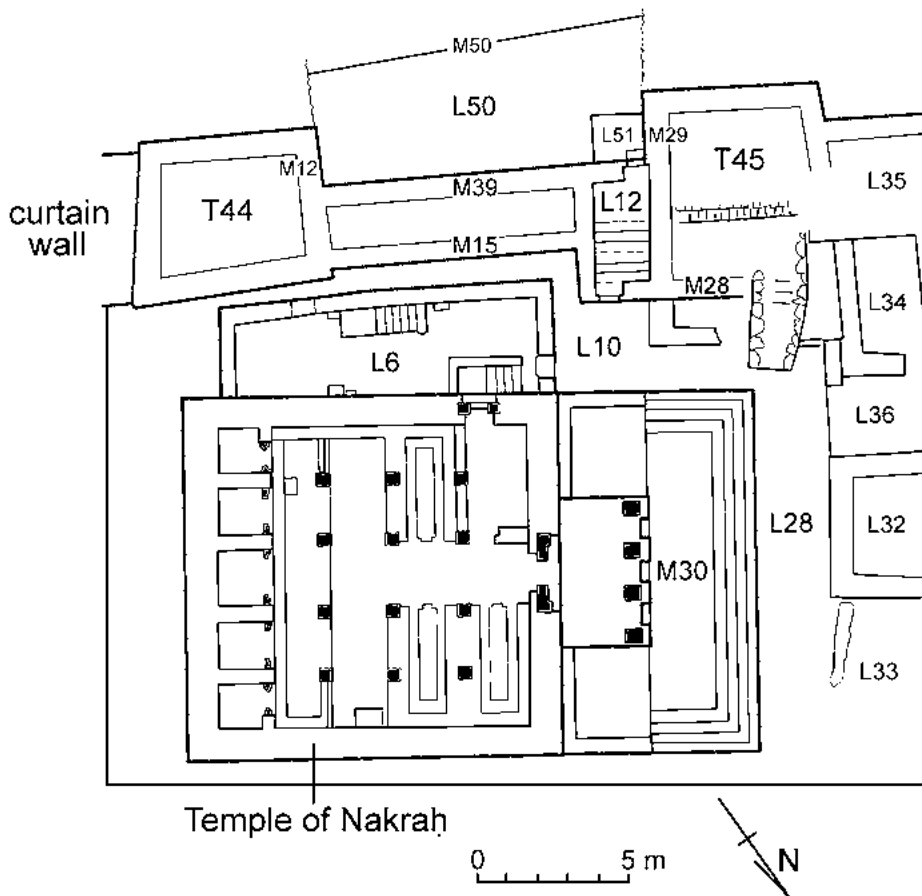 M50
L50
L51
M29
M12
T45
L35
T44
M39
L12
curtain
wall
M15
M28
L34
L10
L6
L36
L28
L32
M30
L33
Temple of Nakraḥ
0 5 m
N